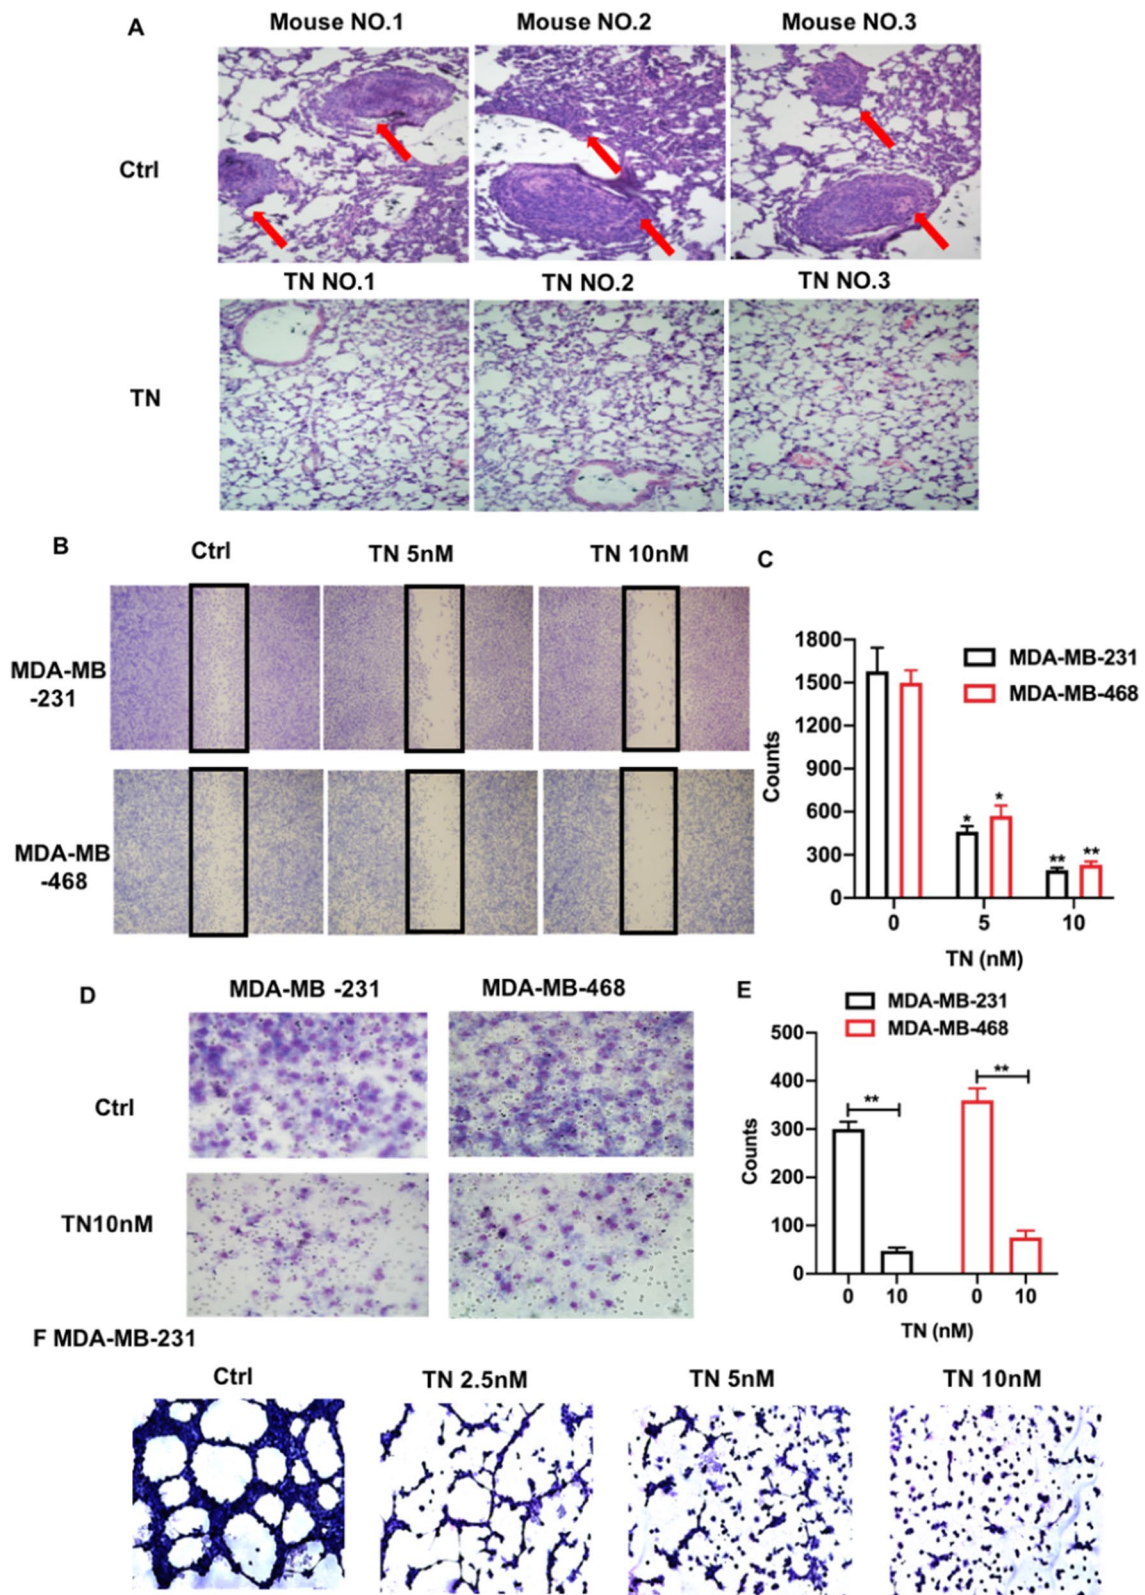 A
Mouse NO.1 Mouse NO.2 Mouse NO.3
Ctrl
TN NO.1 TN NO.2 TN NO.3
TN
B
Ctrl TN 5nM TN 10nM
MDA-MB
-231
MDA-MB
-468
C
1800
1500
1200
900
600
300
0
Counts
MDA-MB-231
MDA-MB-468
* *
** **
0 5 10
TN (nM)
D
MDA-MB -231 MDA-MB-468
Ctrl
TN10nM
E
MDA-MB-231
MDA-MB-468
500
400
300
200
100
0
Counts
** **
0 10 0 10
TN (nM)
F MDA-MB-231
Ctrl TN 2.5nM TN 5nM TN 10nM